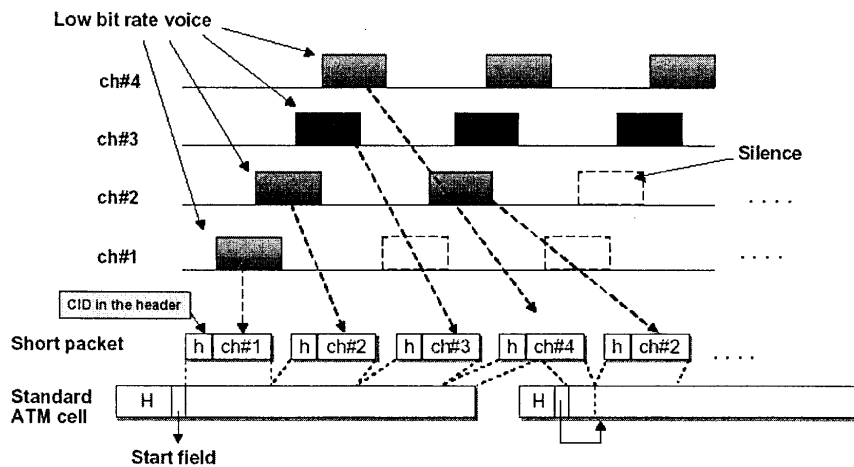 Low bit rate voice
ch#4
ch#3
Silence
ch#2
. . . .
ch#1
. . . .
CID in the header
Short packet
h ch#1 h ch#2 h ch#3 h ch#4 h ch#2 . . . .
Standard
ATM cell
H H
Start field